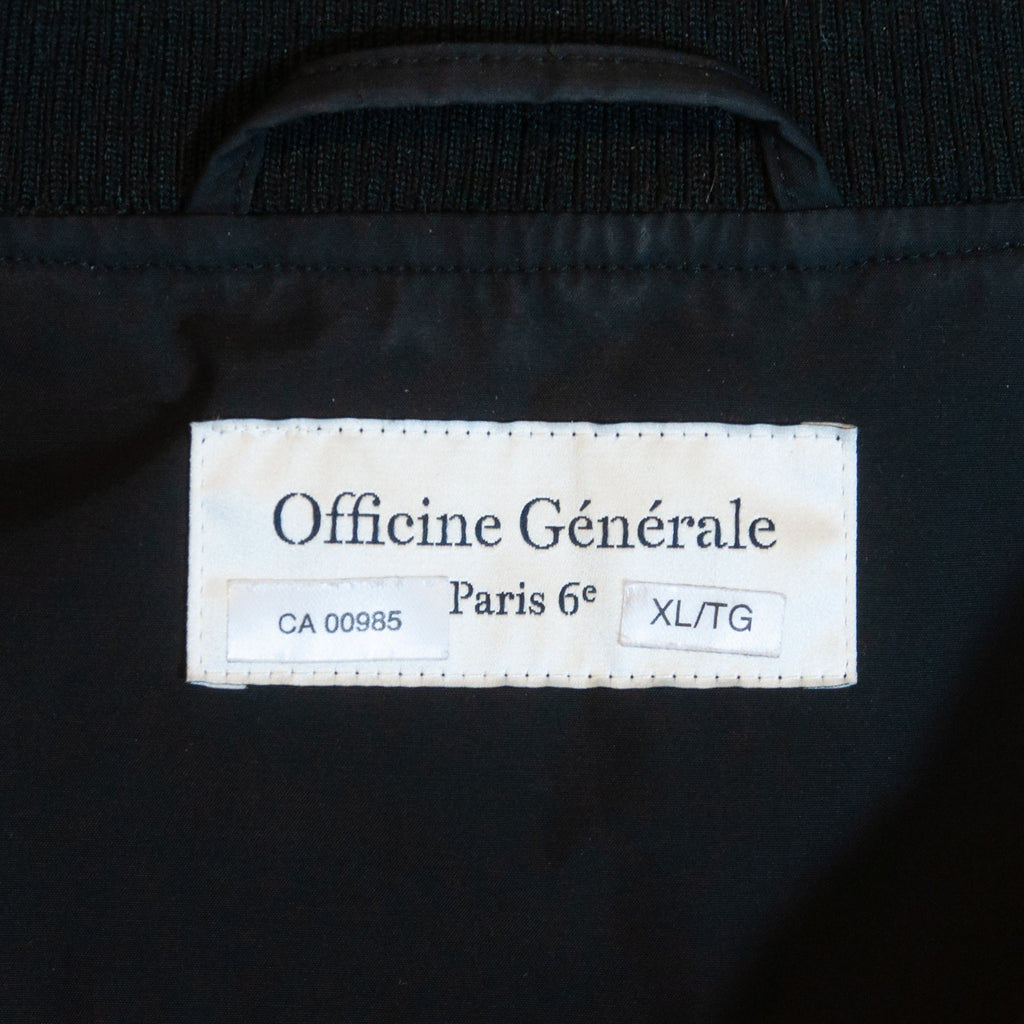 Officine Générale
Paris 6e
CA 00985
XL/TG